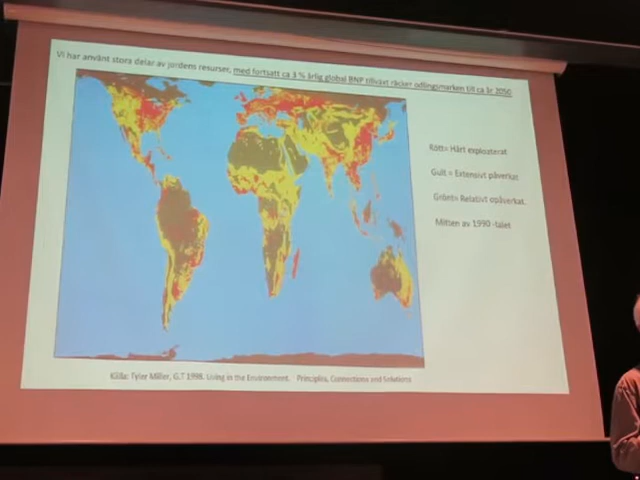 Vi har använt stora delar av jordens resurser, med fortsatt ca 3 % årlig global BNP tillväxt räcker odlingsmarken till ca år 2050
Rött= Hårt exploaterat
Gult = Extensivt påverkat
Grönt= Relativt opåverkat.
Mitten av 1990 -talet
Källa: Tyler Miller, G.T 1998. Living in the Environment. Principles, Connections and Solutions